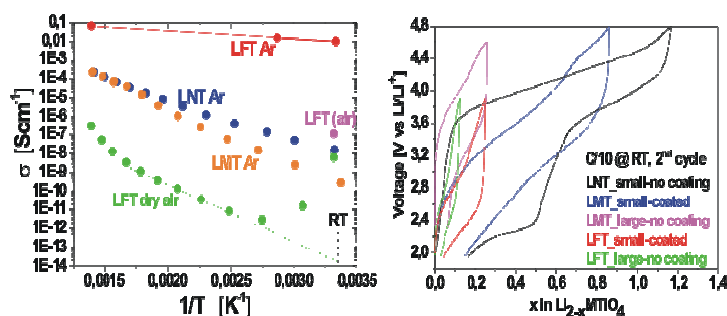 0,1
0,01
1E-3
1E-4
1E-5
1E-6
1E-7
1E-8
1E-9
1E-10
1E-11
1E-12
1E-13
1E-14
σ [Scm⁻¹]
LFT Ar
LNT Ar
LFT (air)
LMT Ar
LFT dry air
RT
0,0015 0,0020 0,0025 0,0030 0,0035
1/T [K⁻¹]
4,8
4,4
4,0
3,6
3,2
2,8
2,4
2,0
Voltage [V vs Li/Li⁺]
C/10 @ RT, 2ⁿᵈ cycle
LNT_small-no coating
LMT_small-coated
LMT_large-no coating
LFT_small-coated
LFT_large-no coating
0,0 0,2 0,4 0,6 0,8 1,0 1,2 1,4
x in Li₂₋ₓMTiO₄